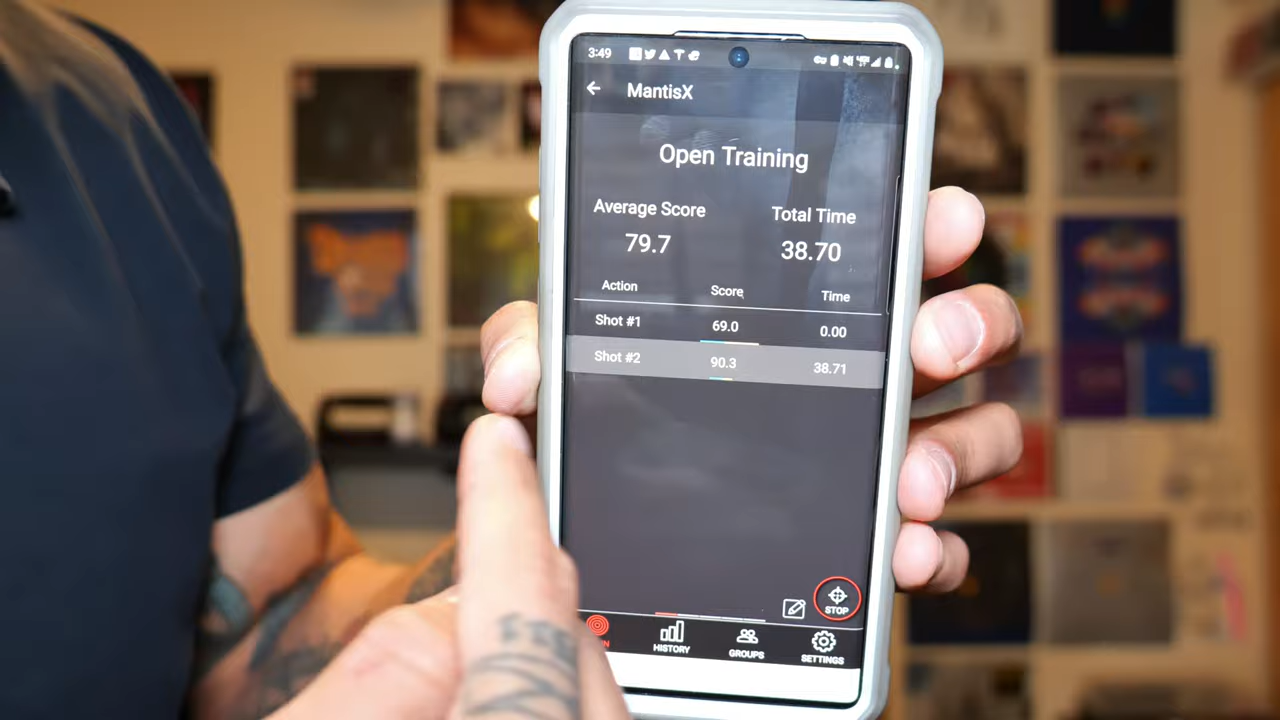 3:49
MantisX
Open Training
Average Score Total Time
79.7 38.70
Action Score Time
Shot #1 69.0 0.00
Shot #2 90.3 38.71
STOP
HISTORY GROUPS SETTINGS